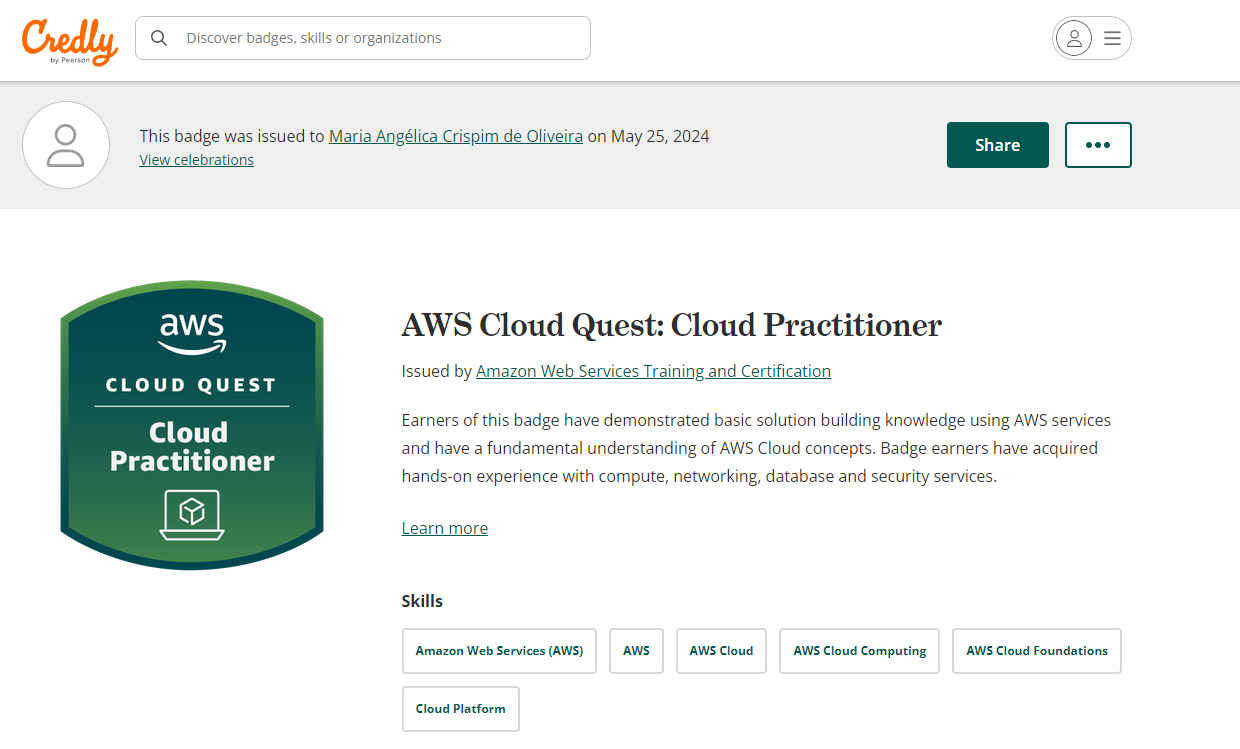 Credly
by Pearson
Discover badges, skills or organizations
This badge was issued to Maria Angélica Crispim de Oliveira on May 25, 2024
View celebrations
Share
aws
CLOUD QUEST
Cloud
Practitioner
AWS Cloud Quest: Cloud Practitioner
Issued by Amazon Web Services Training and Certification
Earners of this badge have demonstrated basic solution building knowledge using AWS services
and have a fundamental understanding of AWS Cloud concepts. Badge earners have acquired
hands-on experience with compute, networking, database and security services.
Learn more
Skills
Amazon Web Services (AWS)
AWS
AWS Cloud
AWS Cloud Computing
AWS Cloud Foundations
Cloud Platform